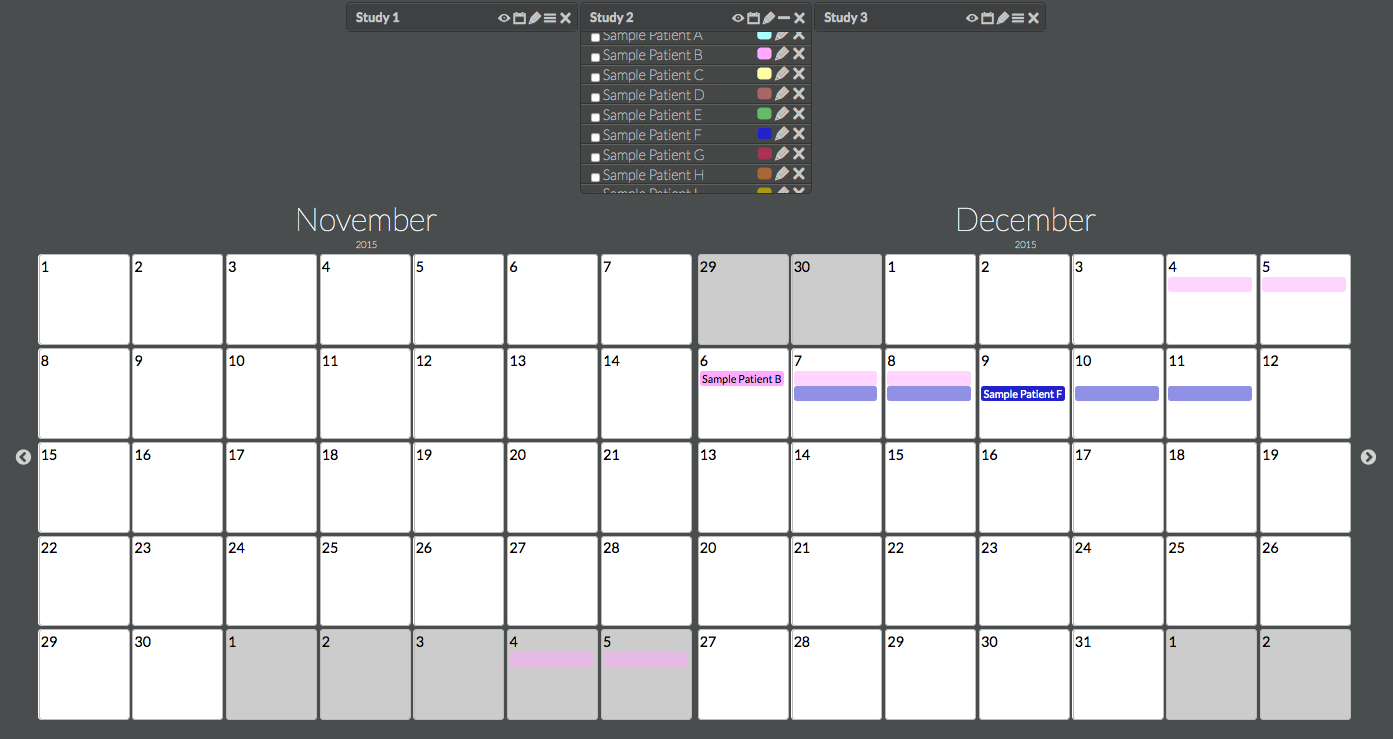 Study 1
Study 2
Study 3
Sample Patient A
Sample Patient B
Sample Patient C
Sample Patient D
Sample Patient E
Sample Patient F
Sample Patient G
Sample Patient H
November
2015
1 2 3 4 5 6 7
8 9 10 11 12 13 14
15 16 17 18 19 20 21
22 23 24 25 26 27 28
29 30 1 2 3 4 5
December
2015
29 30 1 2 3 4 5
6 7 8 9 10 11 12
Sample Patient B
Sample Patient F
13 14 15 16 17 18 19
20 21 22 23 24 25 26
27 28 29 30 31 1 2